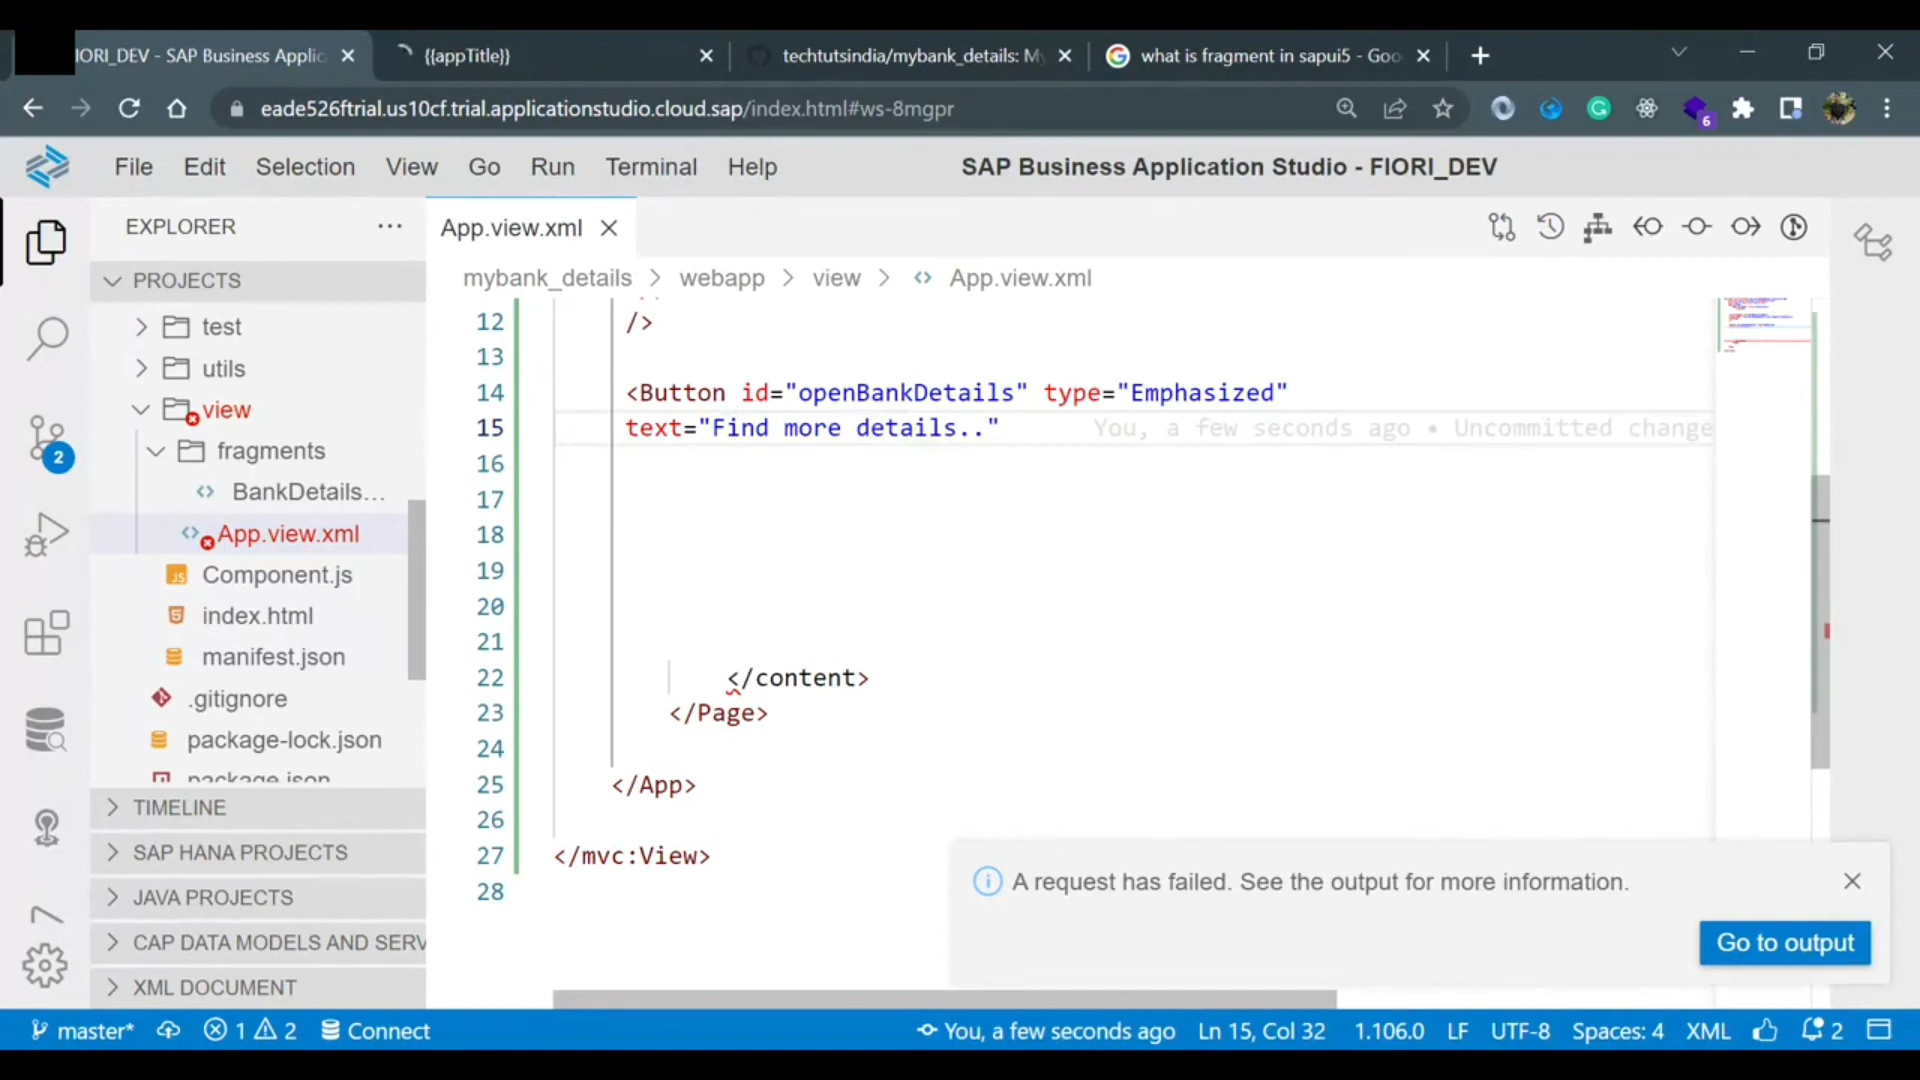 IORI_DEV - SAP Business Applic
{{appTitle}}
techtutsindia/mybank_details: M
what is fragment in sapui5 - Goo
eade526ftrial.us10cf.trial.applicationstudio.cloud.sap/index.html#ws-8mgpr
6
File Edit Selection View Go Run Terminal Help
SAP Business Application Studio - FIORI_DEV
EXPLORER
App.view.xml
PROJECTS
mybank_details > webapp > view > App.view.xml
test
utils
view
fragments
BankDetails...
App.view.xml
Component.js
index.html
manifest.json
.gitignore
package-lock.json
package.json
TIMELINE
SAP HANA PROJECTS
JAVA PROJECTS
CAP DATA MODELS AND SERV
XML DOCUMENT
2
12 />
13
14 <Button id="openBankDetails" type="Emphasized"
15 text="Find more details.." You, a few seconds ago • Uncommitted change
16
17
18
19
20
21
22 </content>
23 </Page>
24
25 </App>
26
27 </mvc:View>
28
A request has failed. See the output for more information.
Go to output
master* 1 2 Connect
You, a few seconds ago Ln 15, Col 32 1.106.0 LF UTF-8 Spaces: 4 XML 2